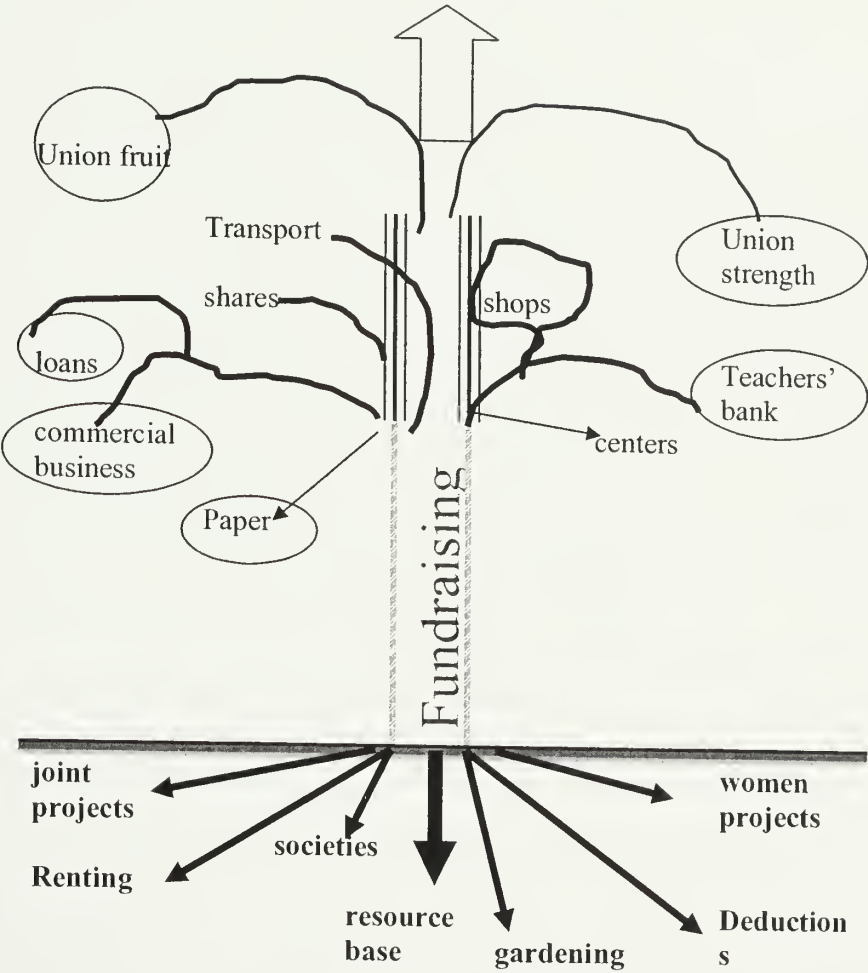 Union fruit
Transport
Union
strength
shares
shops
loans
Teachers'
bank
commercial
business
centers
Paper
Fundraising
joint
projects
women
projects
societies
Renting
resource
base
gardening
Deduction
s